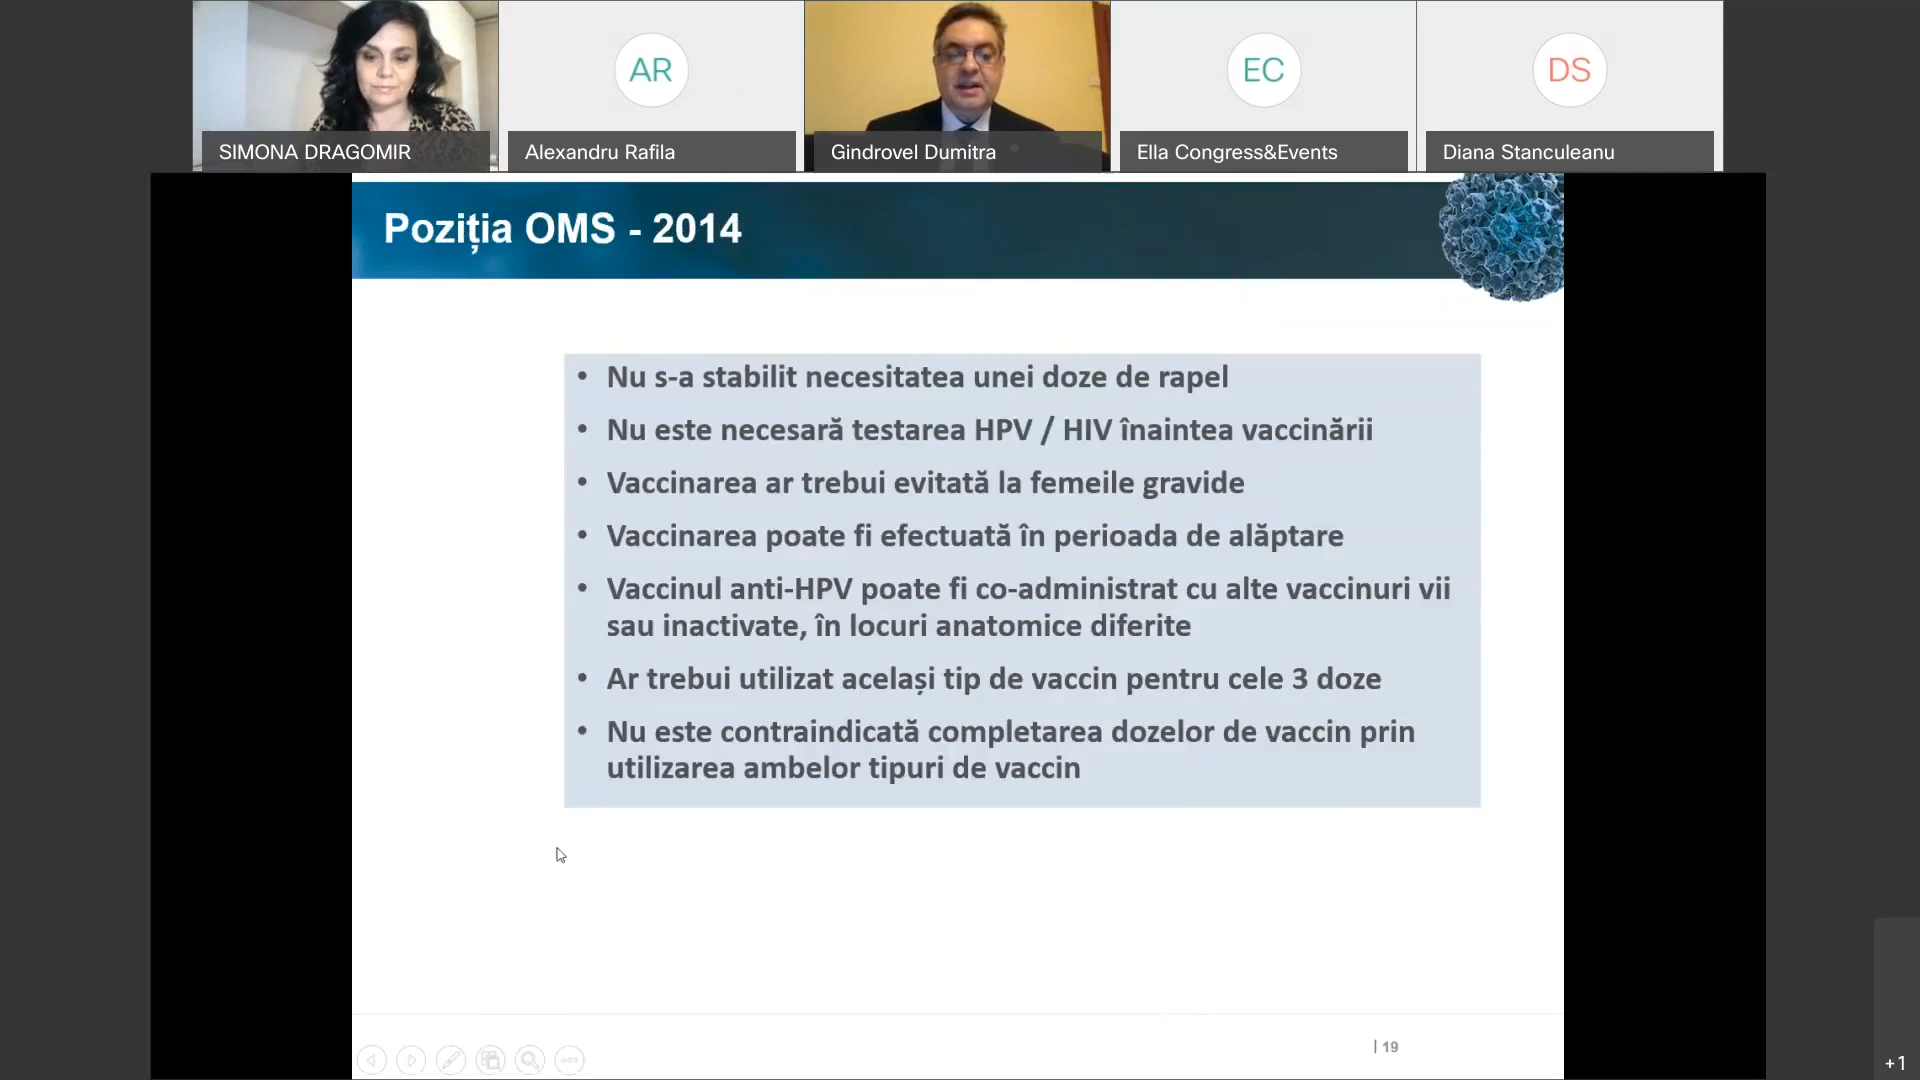 AR
EC
DS
SIMONA DRAGOMIR
Alexandru Rafila
Gindrovel Dumitra
Ella Congress&Events
Diana Stanculeanu
Poziția OMS - 2014
• Nu s-a stabilit necesitatea unei doze de rapel
• Nu este necesară testarea HPV / HIV înaintea vaccinării
• Vaccinarea ar trebui evitată la femeile gravide
• Vaccinarea poate fi efectuată în perioada de alăptare
• Vaccinul anti-HPV poate fi co-administrat cu alte vaccinuri vii
sau inactivate, în locuri anatomice diferite
• Ar trebui utilizat același tip de vaccin pentru cele 3 doze
• Nu este contraindicată completarea dozelor de vaccin prin
utilizarea ambelor tipuri de vaccin
| 19
+1